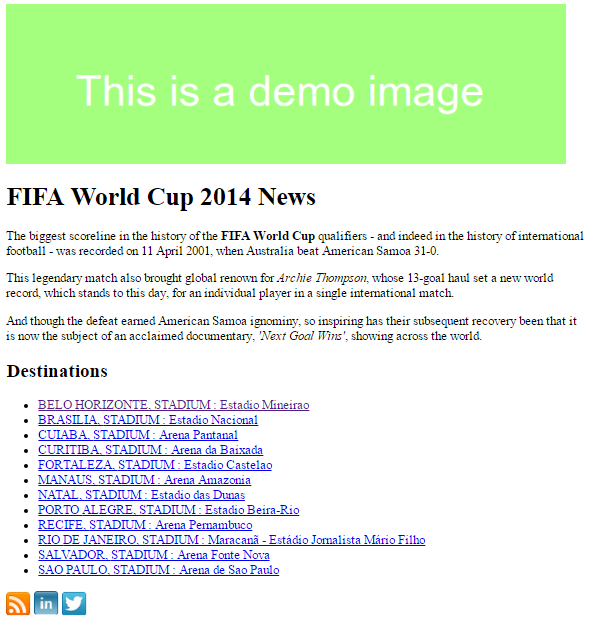 This is a demo image
FIFA World Cup 2014 News
The biggest scoreline in the history of the FIFA World Cup qualifiers - and indeed in the history of international
football - was recorded on 11 April 2001, when Australia beat American Samoa 31-0.
This legendary match also brought global renown for Archie Thompson, whose 13-goal haul set a new world
record, which stands to this day, for an individual player in a single international match.
And though the defeat earned American Samoa ignominy, so inspiring has their subsequent recovery been that it
is now the subject of an acclaimed documentary, 'Next Goal Wins', showing across the world.
Destinations
BELO HORIZONTE, STADIUM : Estadio Mineirao
BRASILIA, STADIUM : Estadio Nacional
CUIABA, STADIUM : Arena Pantanal
CURITIBA, STADIUM : Arena da Baixada
FORTALEZA, STADIUM : Estadio Castelao
MANAUS, STADIUM : Arena Amazonia
NATAL, STADIUM : Estadio das Dunas
PORTO ALEGRE, STADIUM : Estadio Beira-Rio
RECIFE, STADIUM : Arena Pernambuco
RIO DE JANEIRO, STADIUM : Maracanã - Estádio Jornalista Mário Filho
SALVADOR, STADIUM : Arena Fonte Nova
SAO PAULO, STADIUM : Arena de Sao Paulo
in